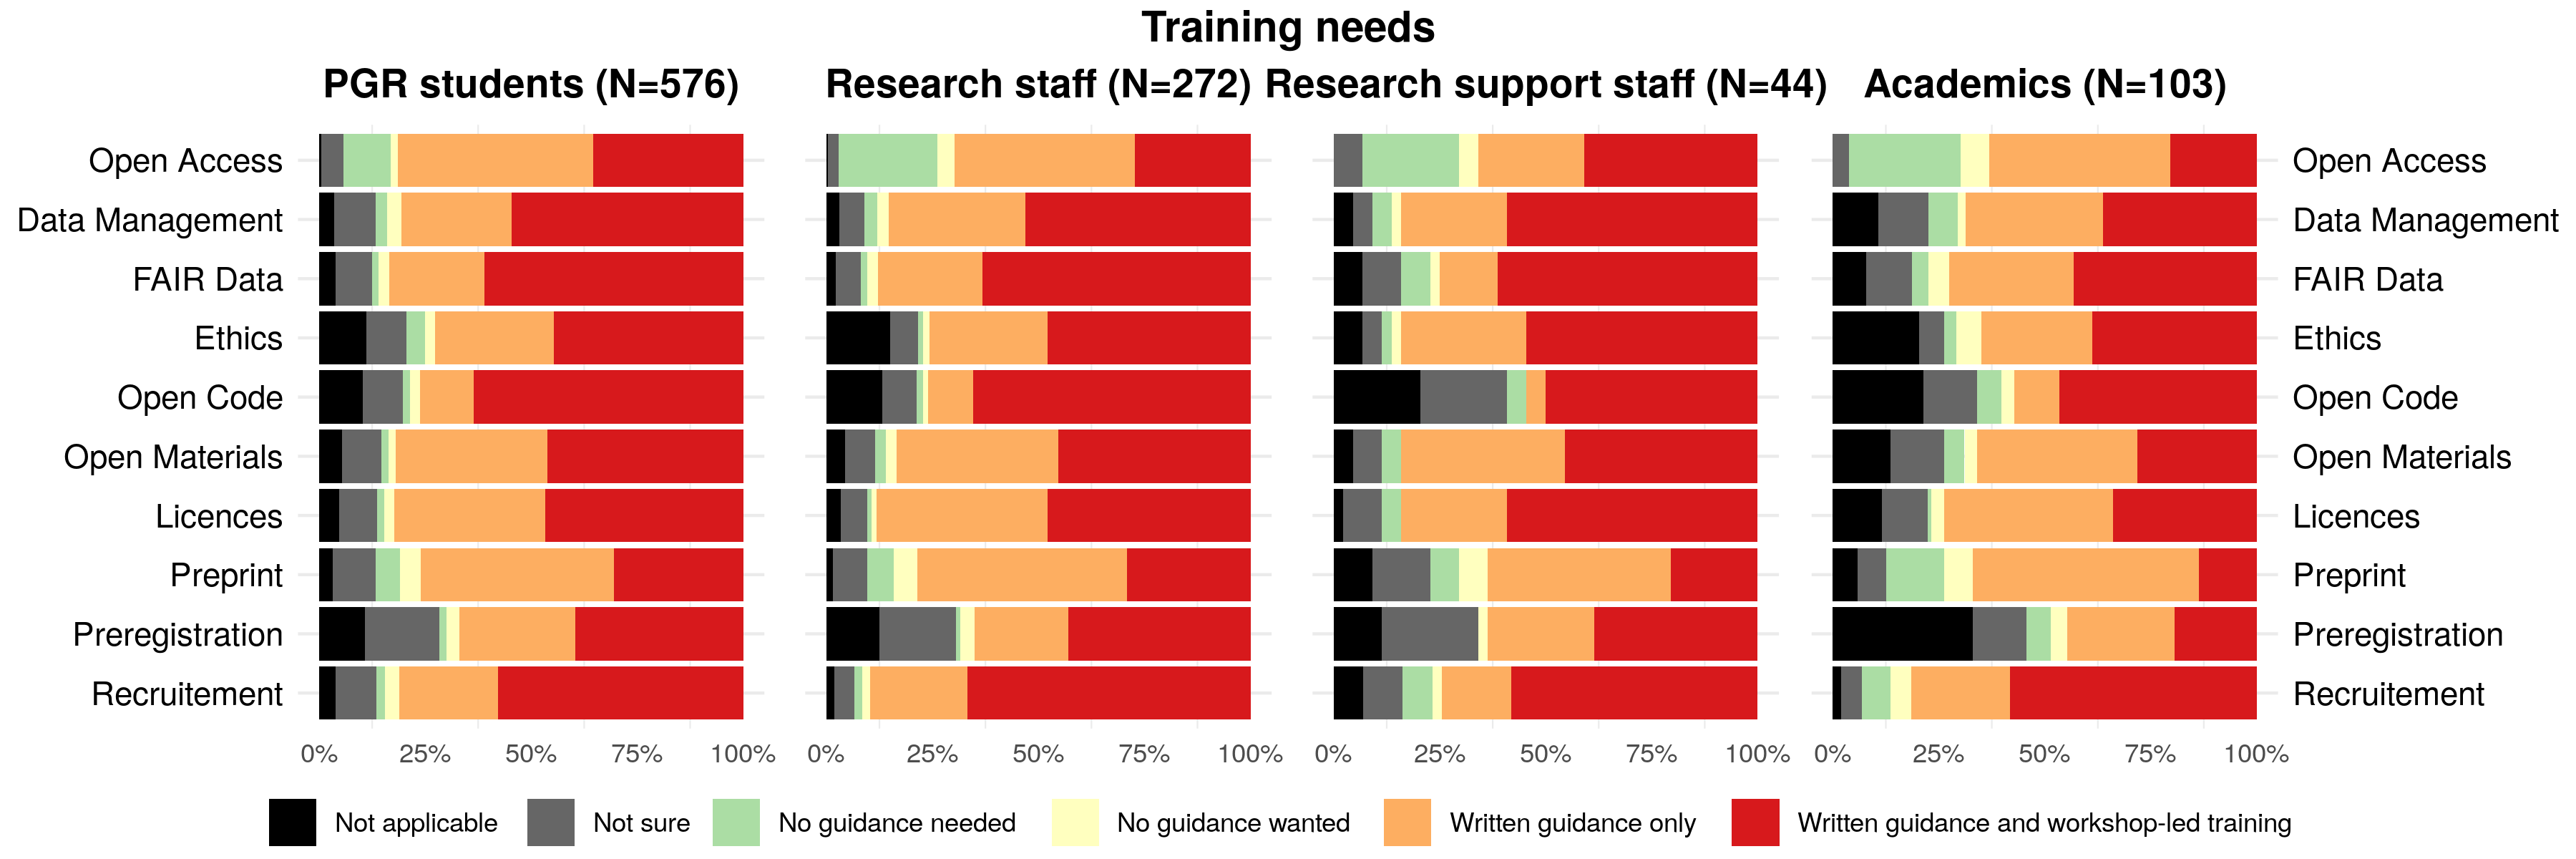 Training needs
PGR students (N=576) Research staff (N=272) Research support staff (N=44) Academics (N=103)
Open Access Open Access
Data Management Data Management
FAIR Data FAIR Data
Ethics Ethics
Open Code Open Code
Open Materials Open Materials
Licences Licences
Preprint Preprint
Preregistration Preregistration
Recruitement Recruitement
0% 25% 50% 75% 100% 0% 25% 50% 75% 100% 0% 25% 50% 75% 100% 0% 25% 50% 75% 100%
Not applicable Not sure No guidance needed No guidance wanted Written guidance only Written guidance and workshop-led training